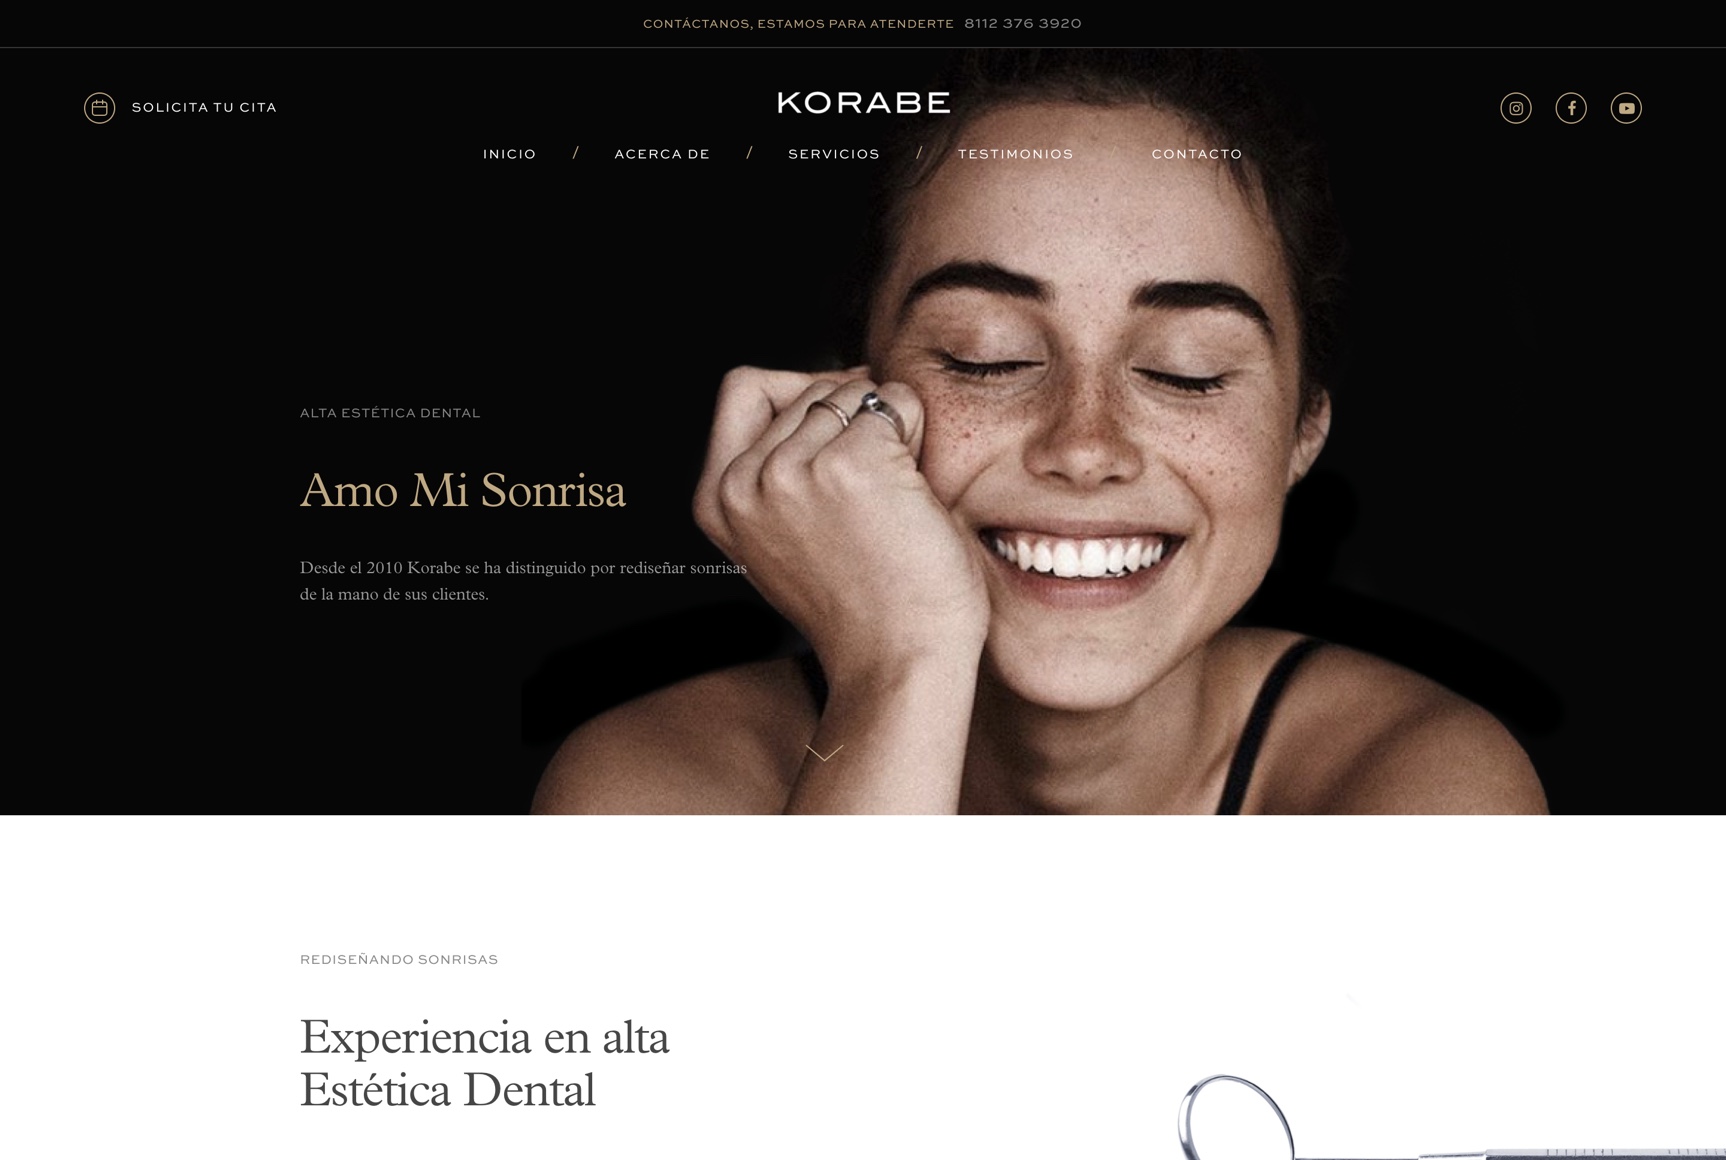 CONTÁCTANOS, ESTAMOS PARA ATENDERTE 8112 376 3920
SOLICITA TU CITA
KORABE
INICIO / ACERCA DE / SERVICIOS / TESTIMONIOS CONTACTO
ALTA ESTÉTICA DENTAL
Amo Mi Sonrisa
Desde el 2010 Korabe se ha distinguido por rediseñar sonrisas
de la mano de sus clientes.
REDISEÑANDO SONRISAS
Experiencia en alta
Estética Dental